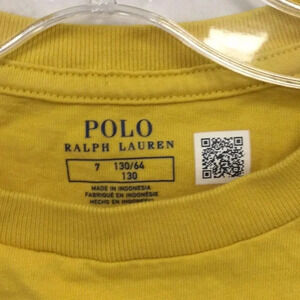 POLO
RALPH LAUREN
7 130/64
130
MADE IN INDONESIA
FABRIQUÉ EN INDONÉSIE
HECHO EN INDONESIA